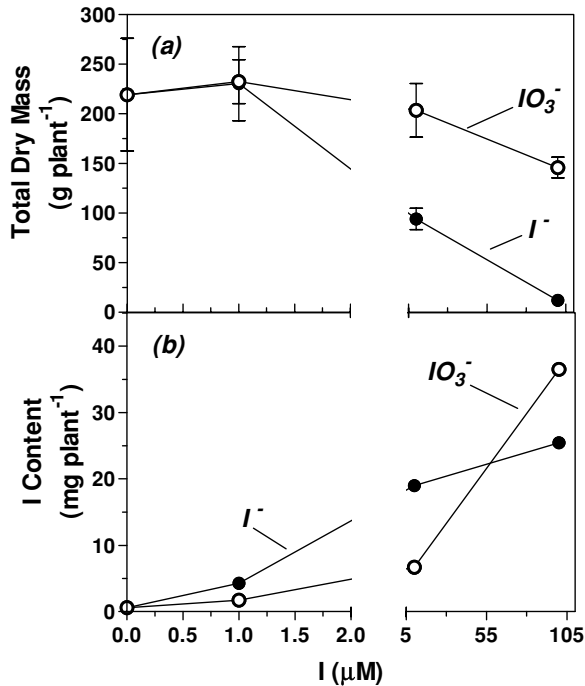 300
250
200
150
100
50
0
Total Dry Mass
(g plant⁻¹)
(a)
IO₃⁻
I⁻
40
30
20
10
0
I Content
(mg plant⁻¹)
(b)
IO₃⁻
I⁻
0.0 0.5 1.0 1.5 2.0 5 55 105
I (μM)